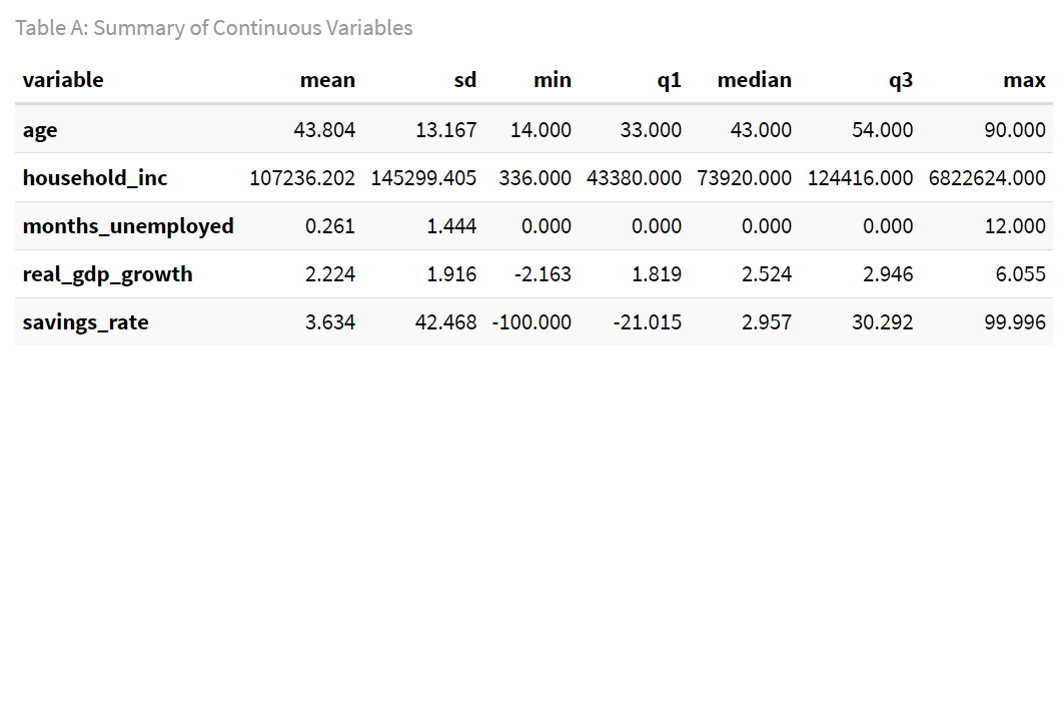 Table A: Summary of Continuous Variables
variable mean sd min q1 median q3 max
age 43.804 13.167 14.000 33.000 43.000 54.000 90.000
household_inc 107236.202 145299.405 336.000 43380.000 73920.000 124416.000 6822624.000
months_unemployed 0.261 1.444 0.000 0.000 0.000 0.000 12.000
real_gdp_growth 2.224 1.916 -2.163 1.819 2.524 2.946 6.055
savings_rate 3.634 42.468 -100.000 -21.015 2.957 30.292 99.996